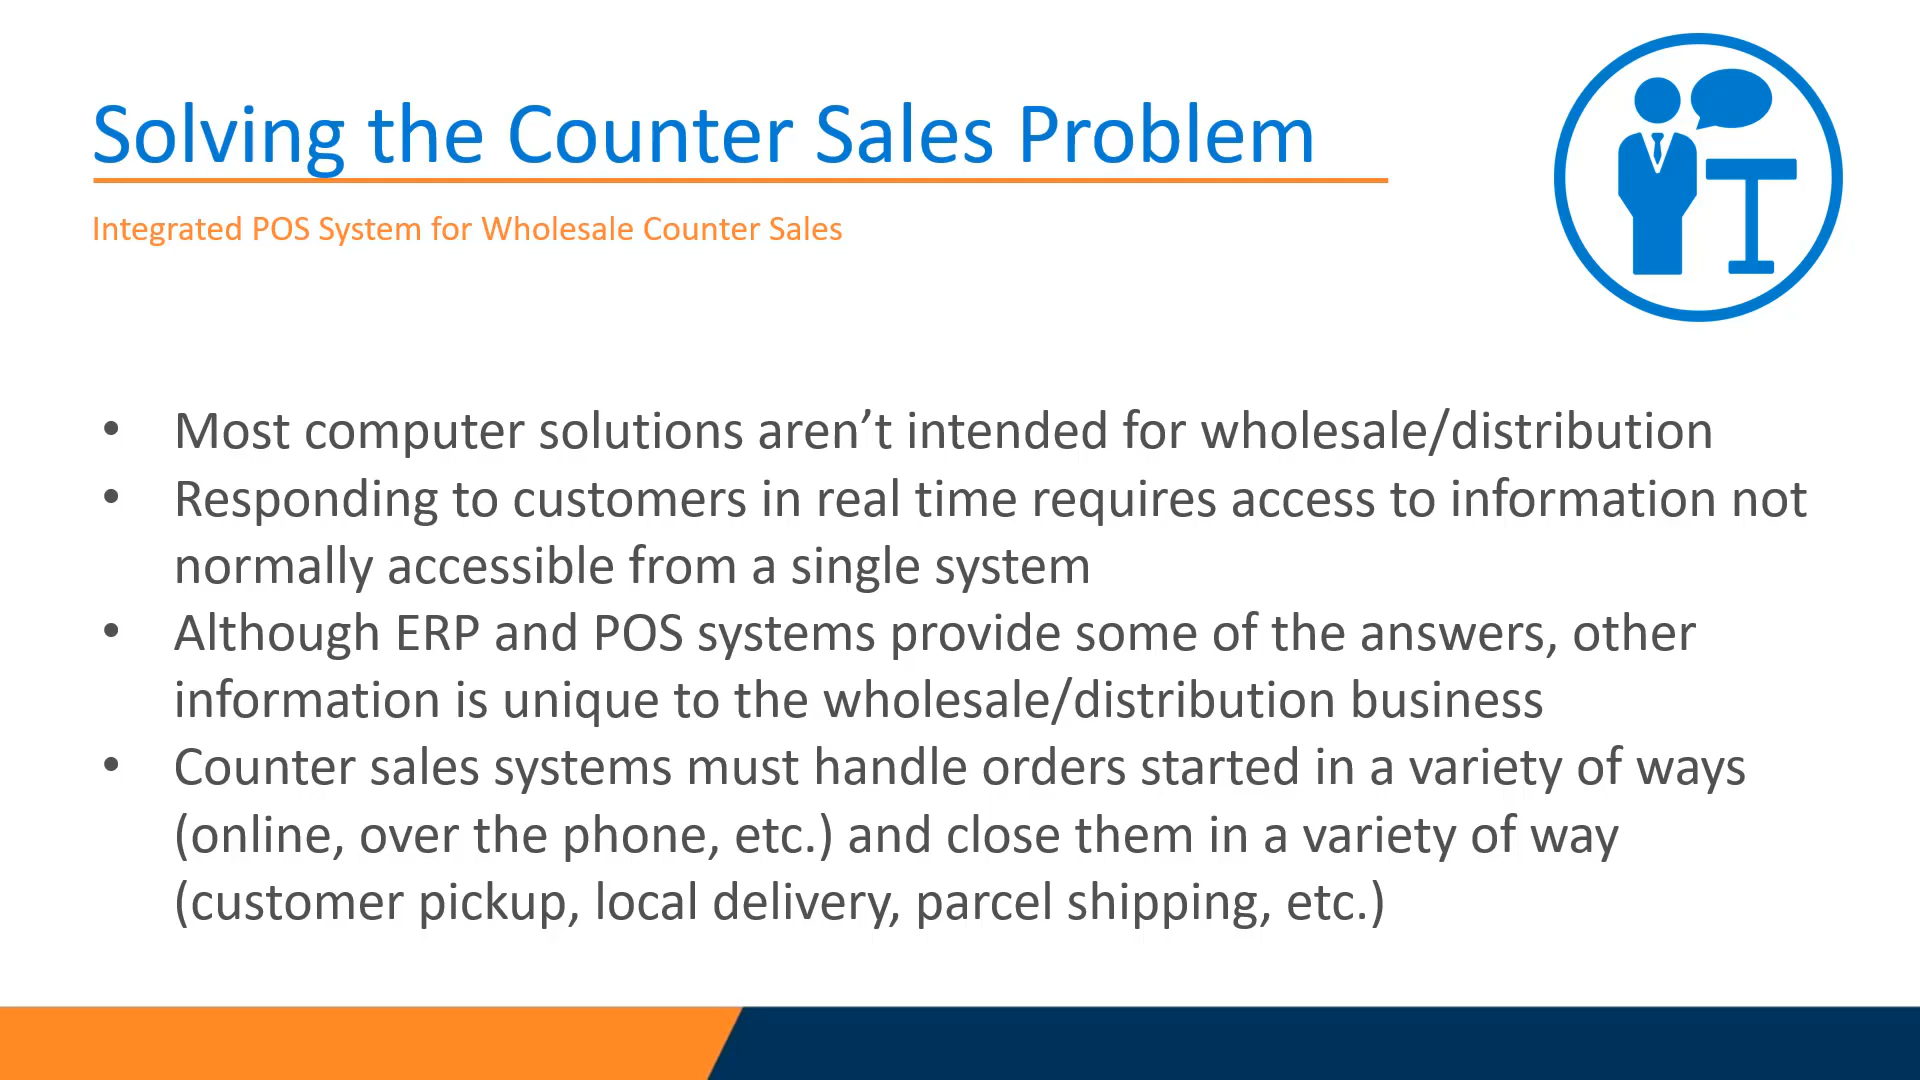 Solving the Counter Sales Problem
Integrated POS System for Wholesale Counter Sales
• Most computer solutions aren’t intended for wholesale/distribution
• Responding to customers in real time requires access to information not
normally accessible from a single system
• Although ERP and POS systems provide some of the answers, other
information is unique to the wholesale/distribution business
• Counter sales systems must handle orders started in a variety of ways
(online, over the phone, etc.) and close them in a variety of way
(customer pickup, local delivery, parcel shipping, etc.)